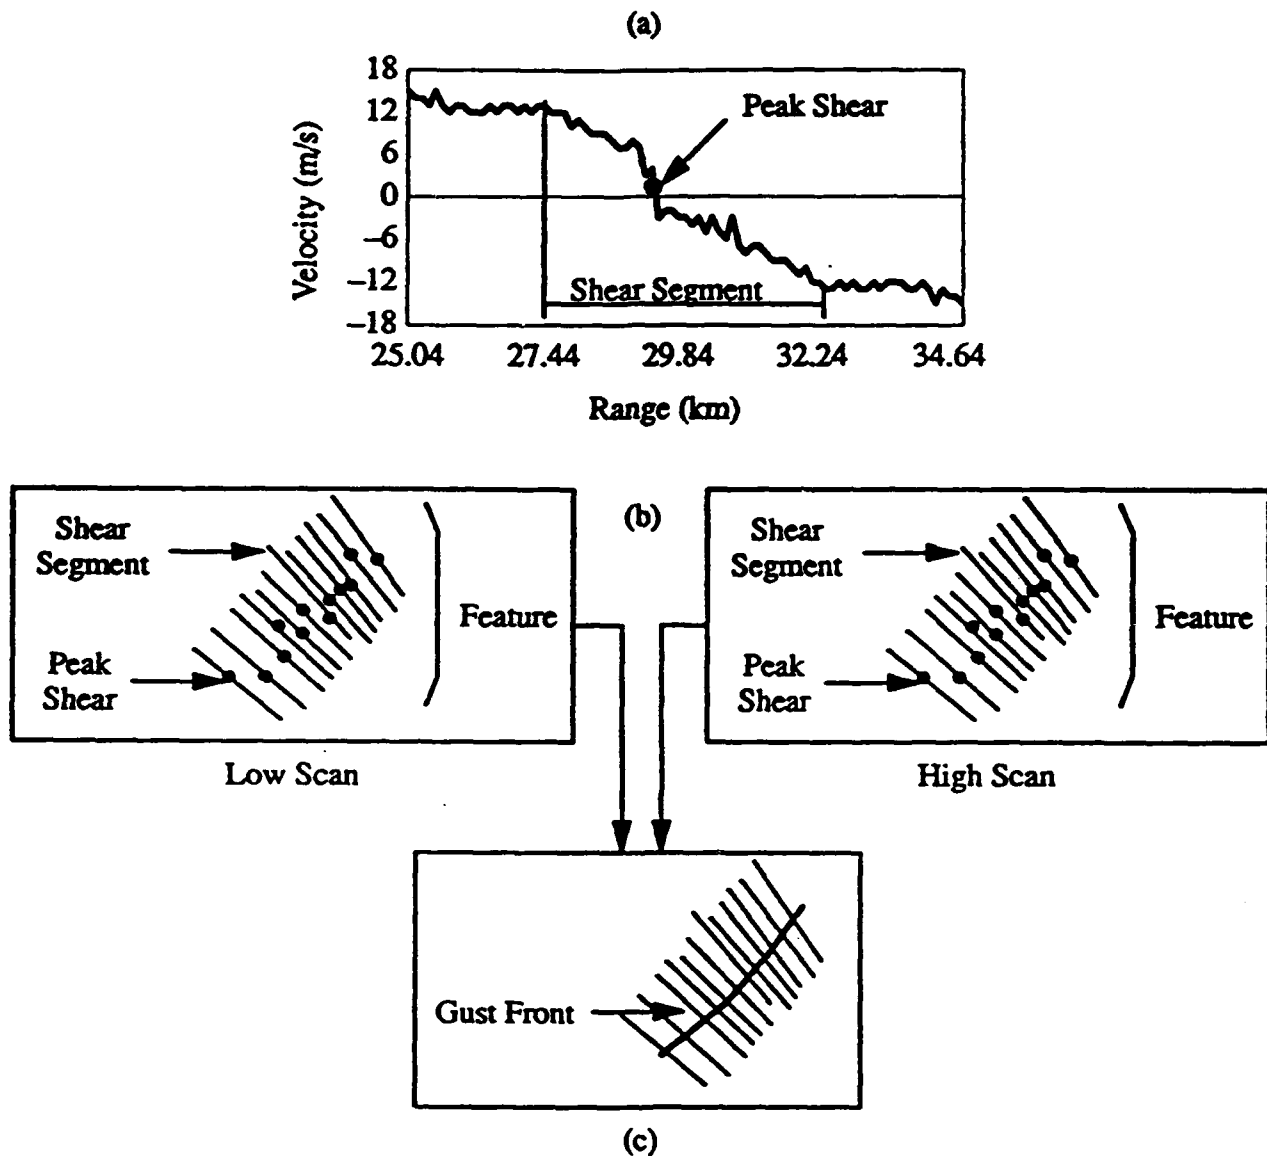 (a)
18
12
6
0
–6
–12
–18
Velocity (m/s)
Peak Shear
Shear Segment
25.04 27.44 29.84 32.24 34.64
Range (km)
(b)
Shear
Segment
Peak
Shear
Feature
Low Scan
Shear
Segment
Peak
Shear
Feature
High Scan
Gust Front
(c)